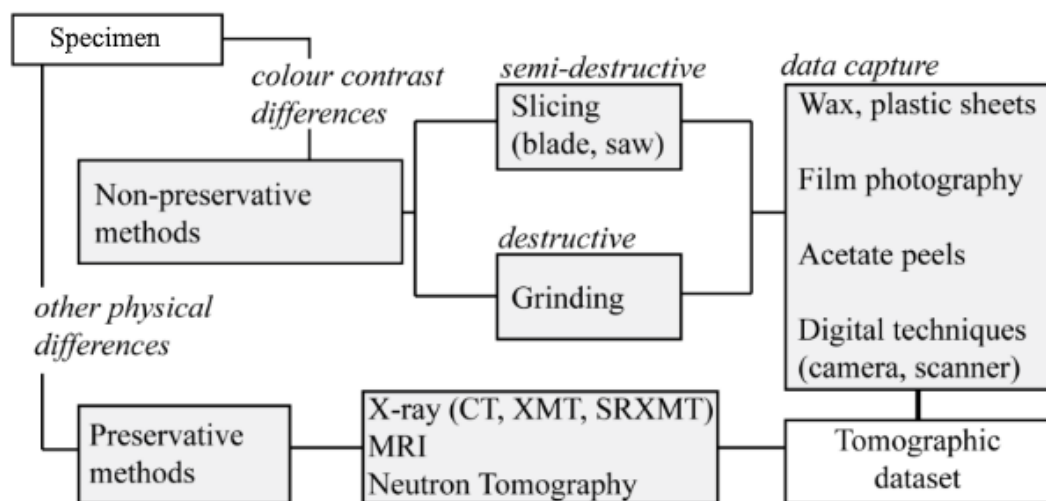 Specimen
colour contrast
differences
semi-destructive
data capture
Slicing
(blade, saw)
Wax, plastic sheets
Film photography
Acetate peels
Digital techniques
(camera, scanner)
Non-preservative
methods
destructive
Grinding
other physical
differences
Preservative
methods
X-ray (CT, XMT, SRXMT)
MRI
Neutron Tomography
Tomographic
dataset